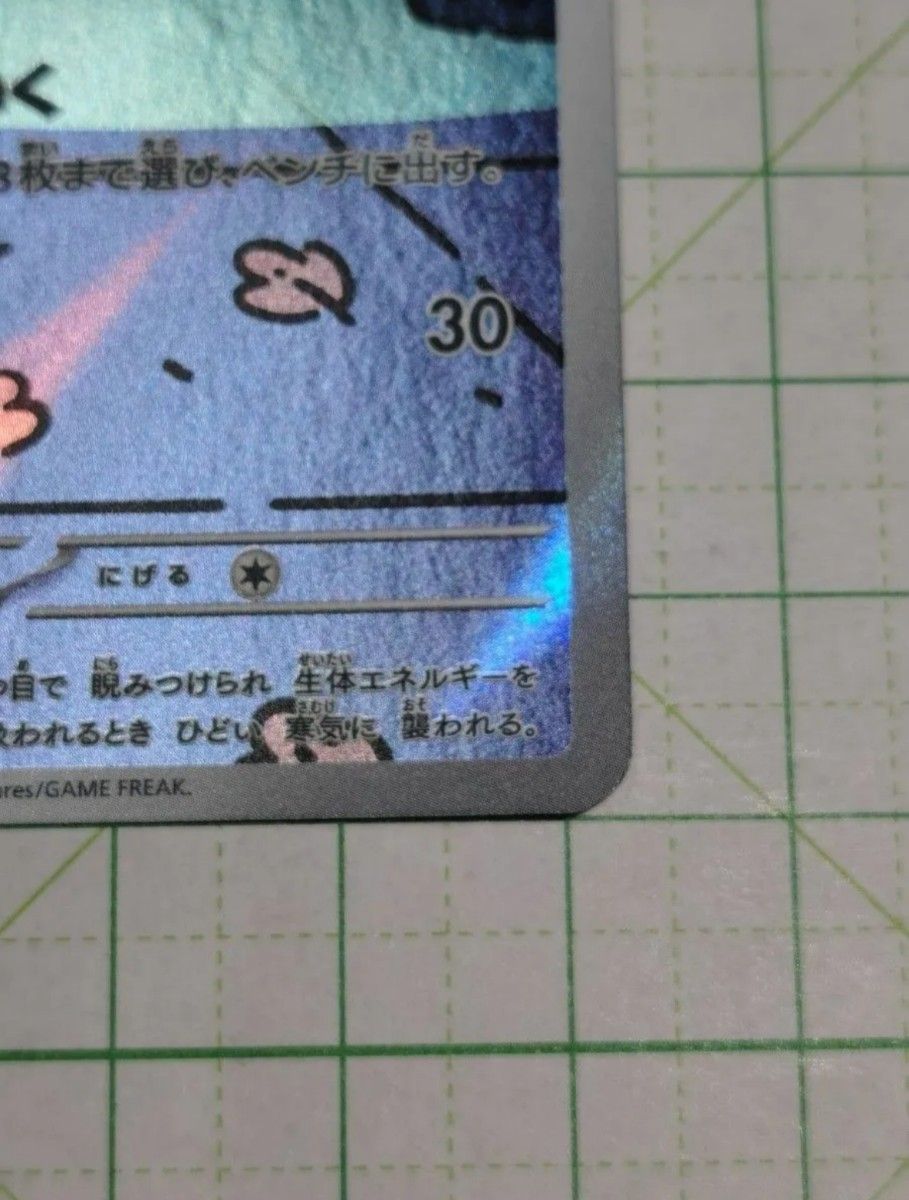 く
枚まで選び、ベンチに出す。
30
にげる
目で 睨みつけられ 生体エネルギーを
われるとき ひどい 寒気に 襲われる。
ures/GAME FREAK.